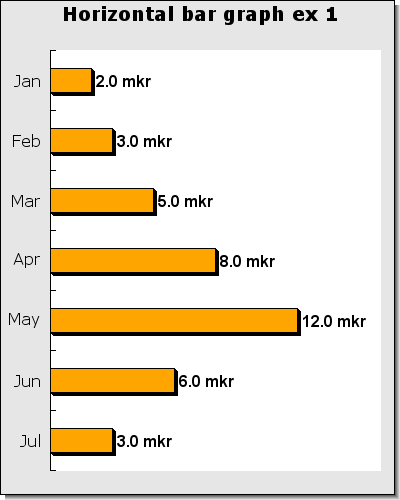 Horizontal bar graph ex 1
Jan 2.0 mkr
Feb 3.0 mkr
Mar 5.0 mkr
Apr 8.0 mkr
May 12.0 mkr
Jun 6.0 mkr
Jul 3.0 mkr